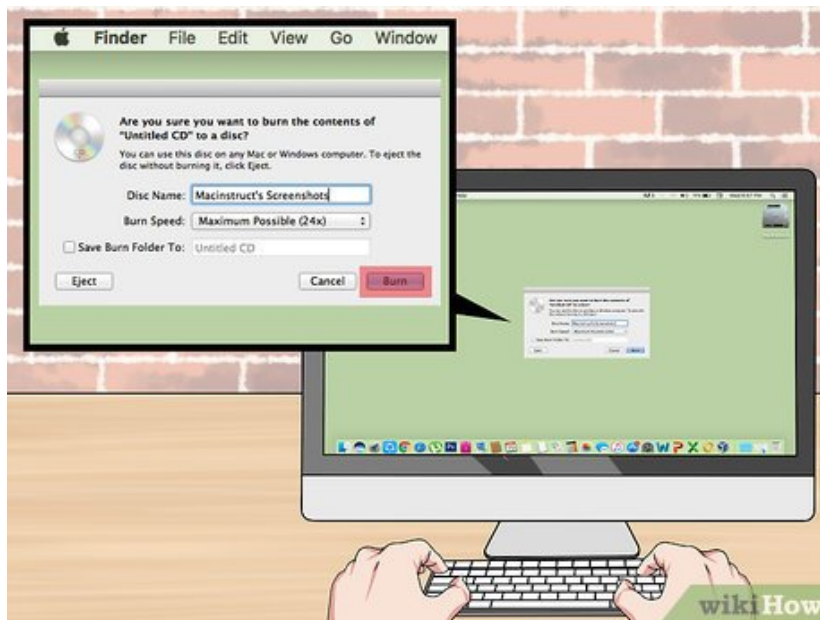 Finder File Edit View Go Window
Are you sure you want to burn the contents of
"Untitled CD" to a disc?
You can use this disc on any Mac or Windows computer. To eject the
disc without burning it, click Eject.
Disc Name: Macinstruct's Screenshots
Burn Speed: Maximum Possible (24x)
Save Burn Folder To: Untitled CD
Eject Cancel Burn
wikiHow